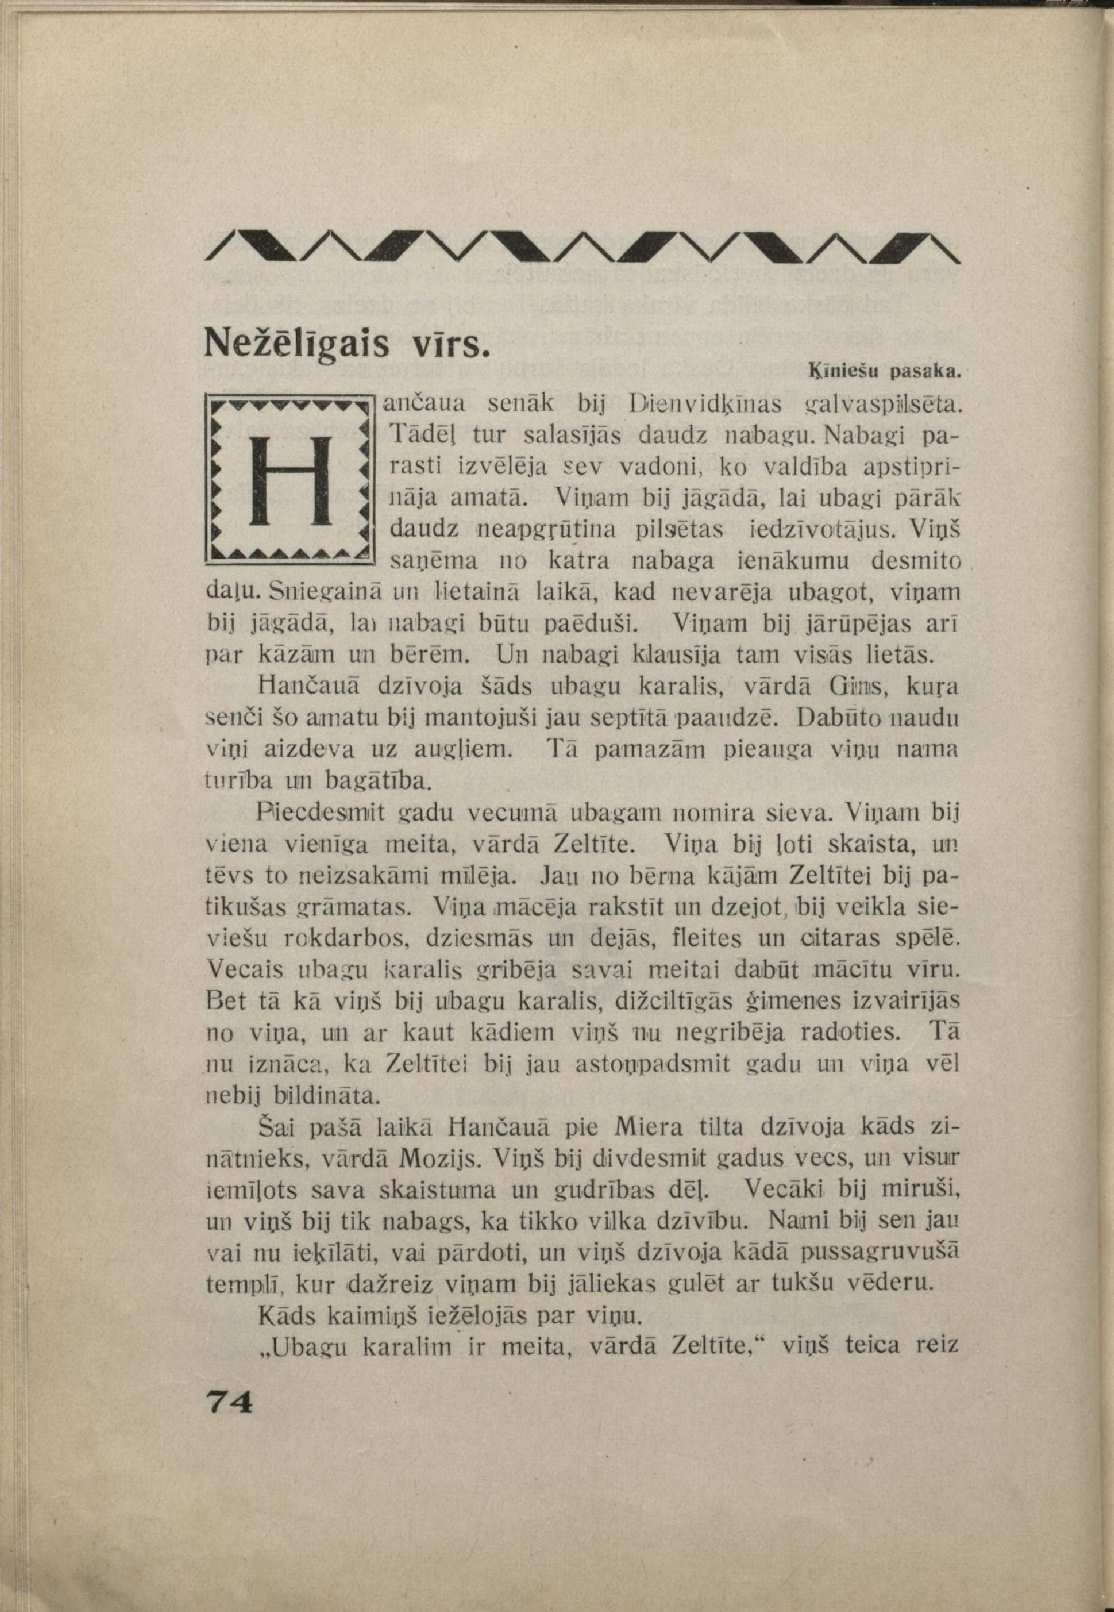 Nežēlīgais vīrs.
Ķīniešu pasaka.
Hančaua senāk bij Dienvidķīnas galvaspilsēta.
Tādēļ tur salasījās daudz nabagu. Nabagi pa-
rasti izvēlēja sev vadoni, ko valdība apstipri-
nāja amatā. Viņam bij jāgādā, lai ubagi pārāk
daudz neapgŗūtina pilsētas iedzīvotājus. Viņš
saņēma no katra nabaga ienākumu desmito
daļu. Sniegainā un lietainā laikā, kad nevarēja ubagot, viņam
bij jāgādā, lai nabagi būtu paēduši. Viņam bij jārūpējas arī
par kāzām un bērēm. Un nabagi klausīja tam visās lietās.
Hančauā dzīvoja šāds ubagu karalis, vārdā Gins, kuŗa
senči šo amatu bij mantojuši jau septītā paaudzē. Dabūto naudu
viņi aizdeva uz augļiem. Tā pamazām pieauga viņu nama
turība un bagātība.
Piecdesmit gadu vecumā ubagam nomira sieva. Viņam bij
viena vienīga meita, vārdā Zeltīte. Viņa bij ļoti skaista, un
tēvs to neizsakāmi mīlēja. Jau no bērna kājām Zeltītei bij pa-
tikušas grāmatas. Viņa mācēja rakstīt un dzejot, bij veikla sie-
viešu rokdarbos, dziesmās un dejās, fleites un citaras spēlē.
Vecais ubagu karalis gribēja savai meitai dabūt mācītu vīru.
Bet tā kā viņš bij ubagu karalis, dižciltīgās ģimenes izvairījās
no viņa, un ar kaut kādiem viņš nu negribēja radoties. Tā
nu iznāca, ka Zeltītei bij jau astoņpadsmit gadu un viņa vēl
nebij bildināta.
Šai pašā laikā Hančauā pie Miera tilta dzīvoja kāds zi-
nātnieks, vārdā Mozijs. Viņš bij divdesmit gadus vecs, un visur
iemīļots sava skaistuma un gudrības dēļ. Vecāki bij miruši,
un viņš bij tik nabags, ka tikko vilka dzīvību. Nami bij sen jau
vai nu ieķīlāti, vai pārdoti, un viņš dzīvoja kādā pussagruvušā
templī, kur dažreiz viņam bij jāliekas gulēt ar tukšu vēderu.
Kāds kaimiņš iežēlojās par viņu.
„Ubagu karalim ir meita, vārdā Zeltīte,“ viņš teica reiz
74